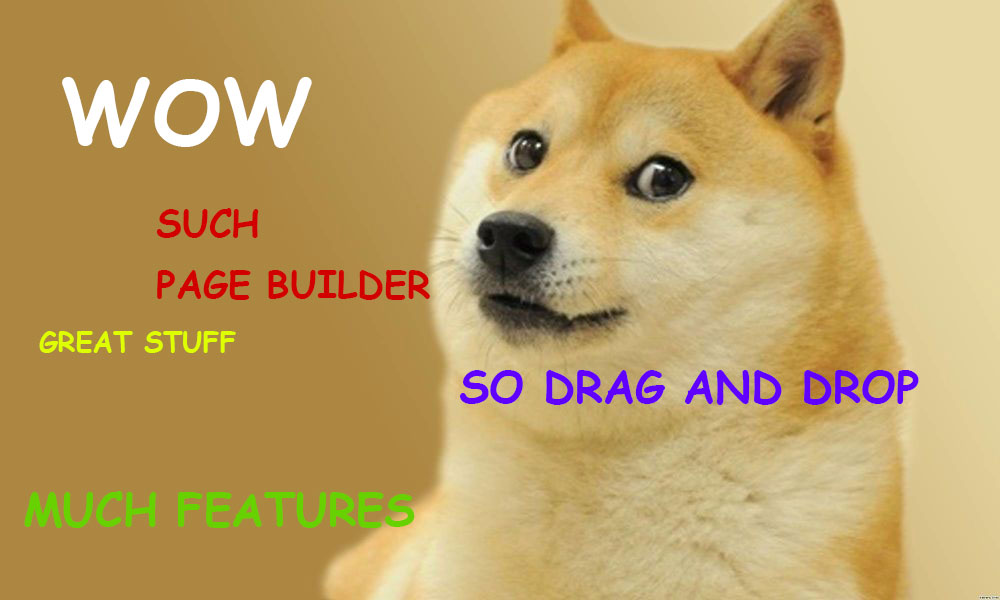 WOW
SUCH
PAGE BUILDER
GREAT STUFF
SO DRAG AND DROP
MUCH FEATURES